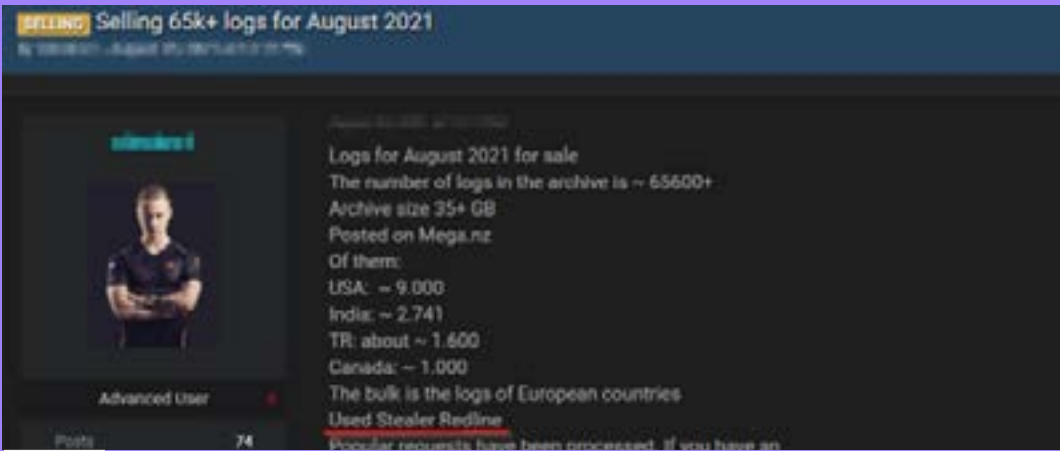 SELLING Selling 65k+ logs for August 2021
Logs for August 2021 for sale
The number of logs in the archive is ~ 65600+
Archive size 35+ GB
Posted on Mega.nz
Of them:
USA: ~ 9.000
India: ~ 2.741
TR: about ~ 1.600
Canada: ~ 1.000
The bulk is the logs of European countries
Used Stealer Redline
Popular requests have been processed. If you have an
Advanced User
Posts 74